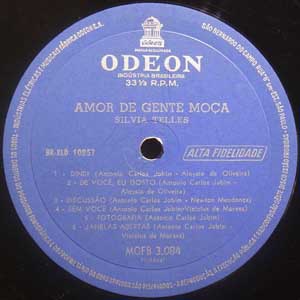 ODEON
INDÚSTRIA BRASILEIRA
33⅓ R.P.M.
AMOR DE GENTE MOÇA
SILVIA TELLES
BR.XLD 10857
ALTA FIDELIDADE
1 - DINDI (Antonio Carlos Jobim - Aloysio de Oliveira)
2 - DE VOCÊ, EU GOSTO (Antonio Carlos Jobim - Aloysio de Oliveira)
3 - DISCUSSÃO (Antonio Carlos Jobim - Newton Mendonça)
4 - SEM VOCÊ (Antonio Carlos Jobim-Vinicius de Moraes)
5 - FOTOGRAFIA (Antonio Carlos Jobim)
6 - JANELAS ABERTAS (Antonio Carlos Jobim -
Vinicius de Moraes)
MOFB 3.084